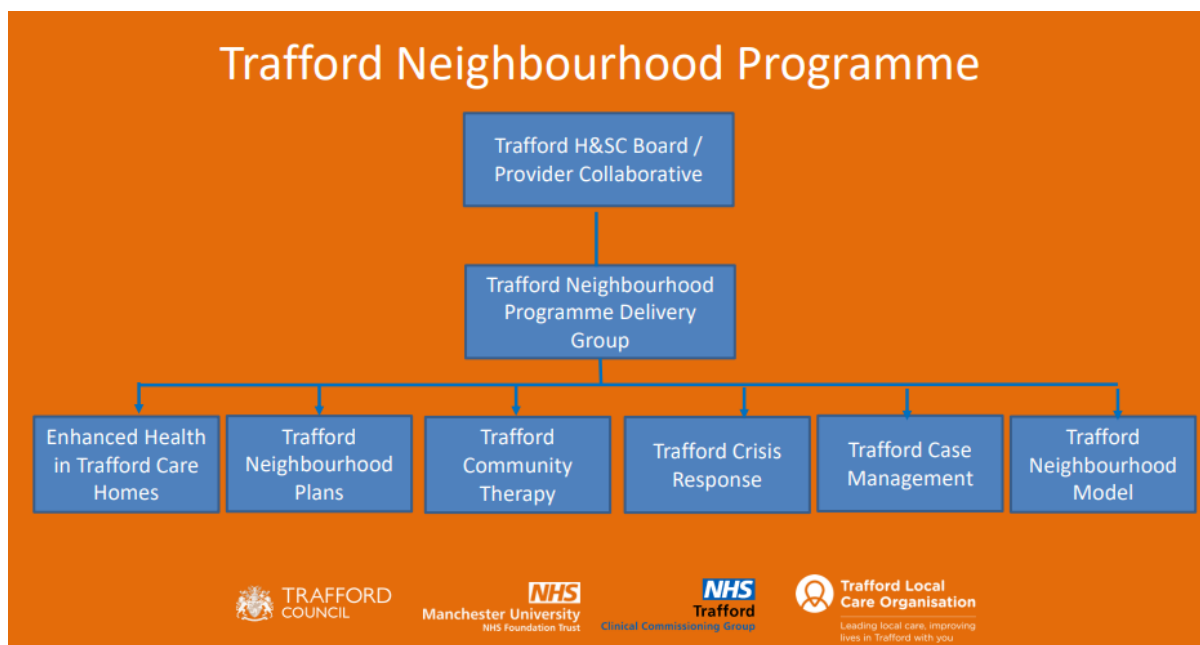 Trafford Neighbourhood Programme
Trafford H&SC Board /
Provider Collaborative
Trafford Neighbourhood
Programme Delivery
Group
Enhanced Health
in Trafford Care
Homes
Trafford
Neighbourhood
Plans
Trafford
Community
Therapy
Trafford Crisis
Response
Trafford Case
Management
Trafford
Neighbourhood
Model
TRAFFORD
COUNCIL
NHS
Manchester University
NHS Foundation Trust
NHS
Trafford
Clinical Commissioning Group
Trafford Local
Care Organisation
Leading local care, improving
lives in Trafford with you